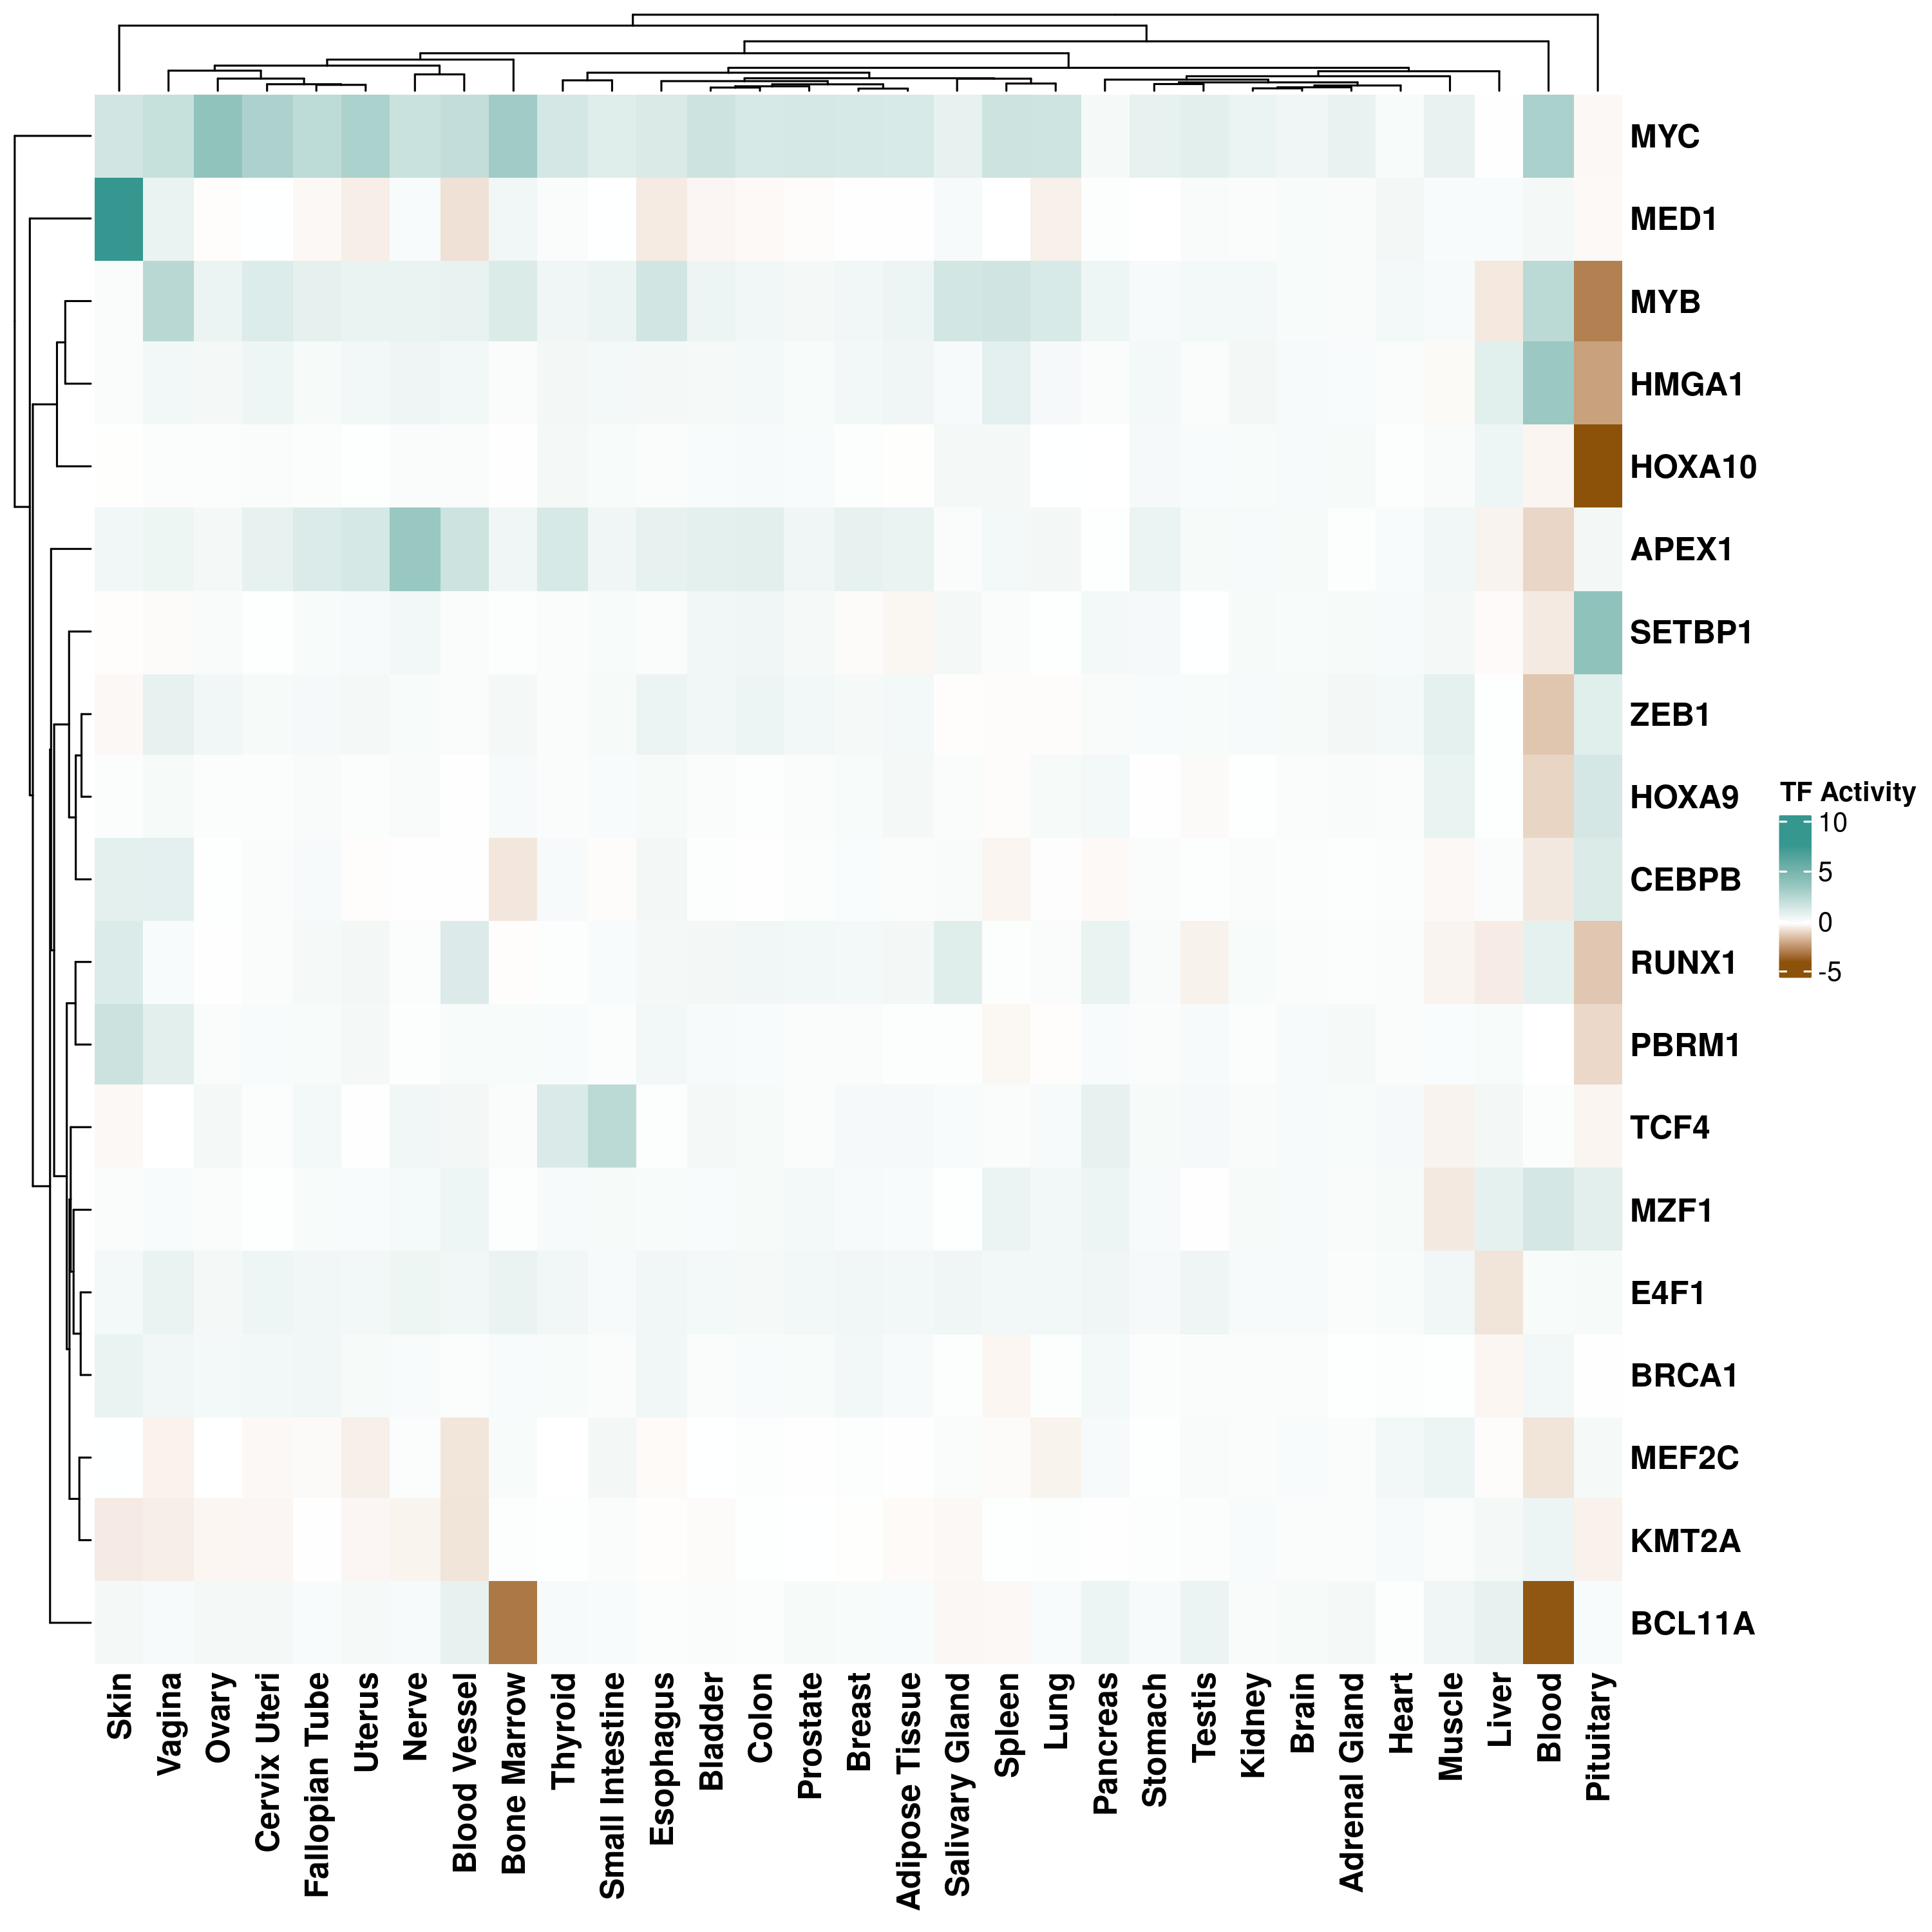 MYC
MED1
MYB
HMGA1
HOXA10
APEX1
SETBP1
ZEB1
HOXA9
CEBPB
RUNX1
PBRM1
TCF4
MZF1
E4F1
BRCA1
MEF2C
KMT2A
BCL11A
TF Activity
10
5
0
-5
Skin
Vagina
Ovary
Cervix Uteri
Fallopian Tube
Uterus
Nerve
Blood Vessel
Bone Marrow
Thyroid
Small Intestine
Esophagus
Bladder
Colon
Prostate
Breast
Adipose Tissue
Salivary Gland
Spleen
Lung
Pancreas
Stomach
Testis
Kidney
Brain
Adrenal Gland
Heart
Muscle
Liver
Blood
Pituitary